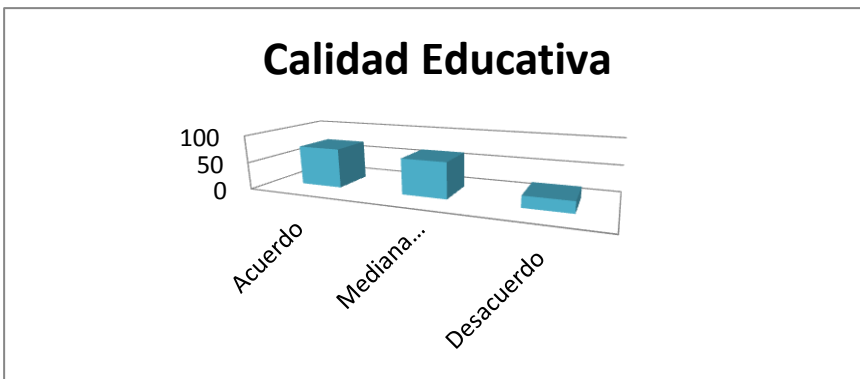 Calidad Educativa
100
50
0
Acuerdo
Mediana...
Desacuerdo